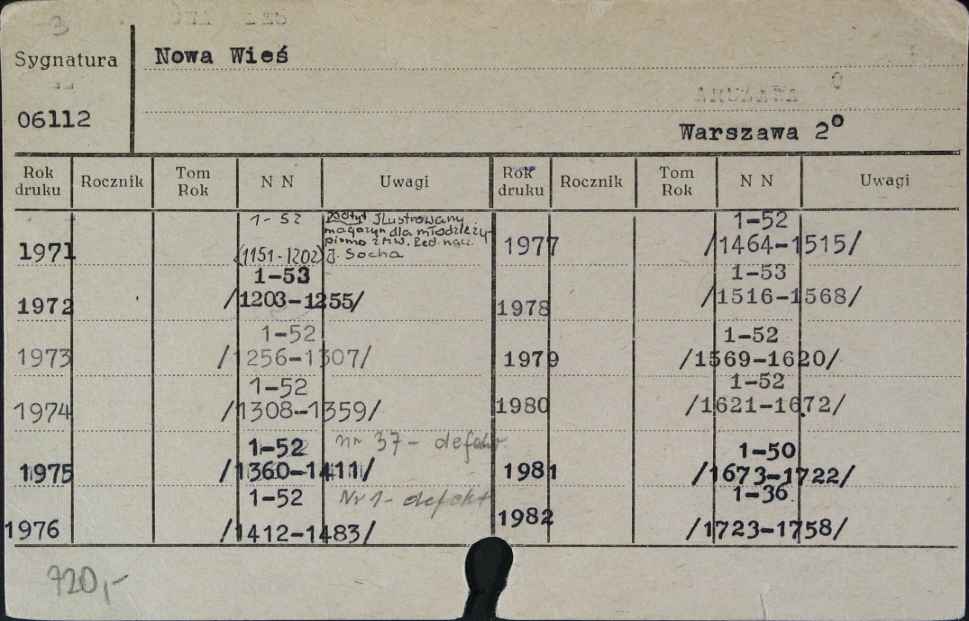 3
Sygnatura
Nowa Wieś
06112
Warszawa 2°
Rok druku Rocznik Tom Rok N N Uwagi Rok druku Rocznik Tom Rok N N Uwagi
1971 1-52 (1151-1202) Ilustrowany
magazyn dla młodzieży
pismo ZMW. Red. nacz.
J. Socha
1972 1-53 /1203-1255/
1973 1-52 /1256-1307/
1974 1-52 /1308-1359/
1975 1-52 /1360-1411/ nr 37 - defekt
1976 1-52 /1412-1483/ Nr 1 - defekt
1977 1-52 /1464-1515/
1978 1-53 /1516-1568/
1979 1-52 /1569-1620/
1980 1-52 /1621-1672/
1981 1-50 /1673-1722/
1982 1-36 /1723-1758/
720,-